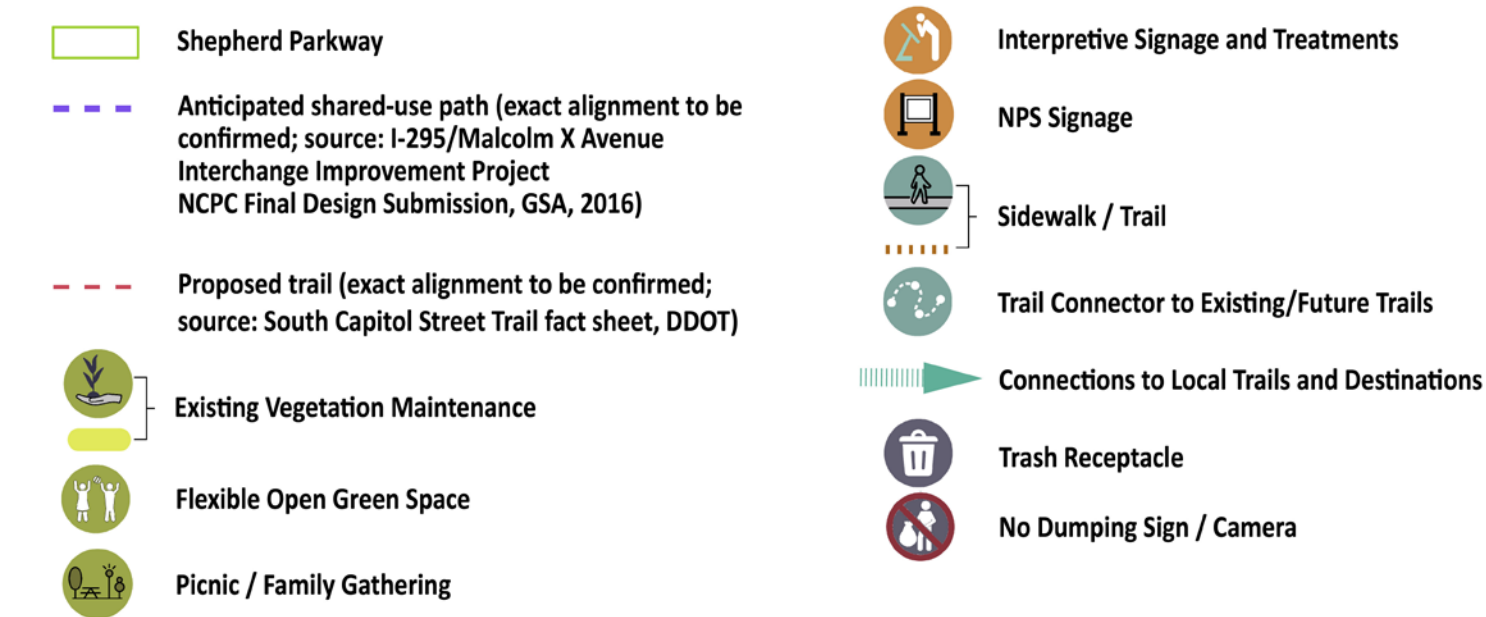 Shepherd Parkway
Anticipated shared-use path (exact alignment to be
confirmed; source: I-295/Malcolm X Avenue
Interchange Improvement Project
NCPC Final Design Submission, GSA, 2016)
Proposed trail (exact alignment to be confirmed;
source: South Capitol Street Trail fact sheet, DDOT)
Existing Vegetation Maintenance
Flexible Open Green Space
Picnic / Family Gathering
Interpretive Signage and Treatments
NPS Signage
Sidewalk / Trail
Trail Connector to Existing/Future Trails
Connections to Local Trails and Destinations
Trash Receptacle
No Dumping Sign / Camera